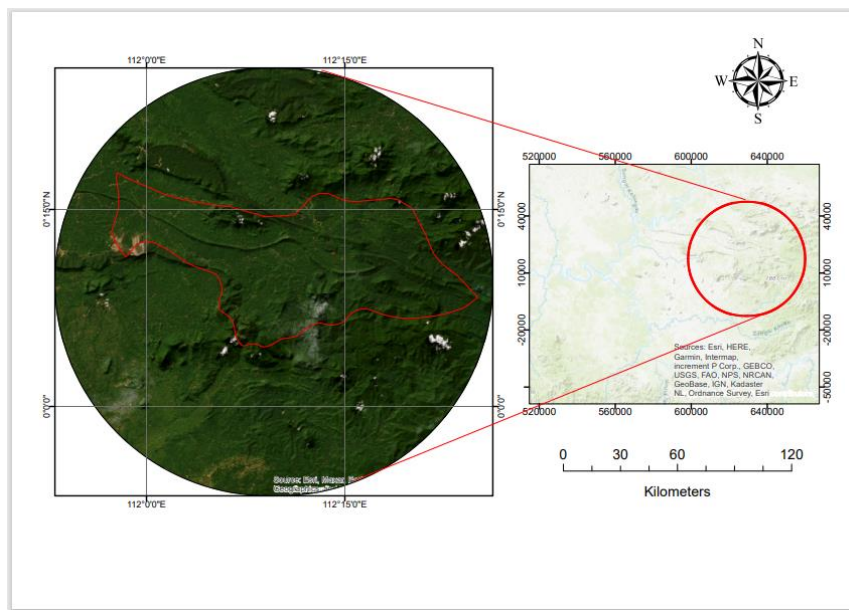 N
W E
S
112°0'0"E 112°15'0"E
0°15'0"N 0°15'0"N
0°0'0" 0°0'0"
112°0'0"E 112°15'0"E
Source: Esri, Maxar,
520000 560000 600000 640000
40000 40000
10000 10000
-20000 -20000
-50000
Sources: Esri, HERE,
Garmin, Intermap,
increment P Corp., GEBCO,
USGS, FAO, NPS, NRCAN,
GeoBase, IGN, Kadaster
NL, Ordnance Survey, Esri
520000 560000 600000 640000
0 30 60 120
Kilometers